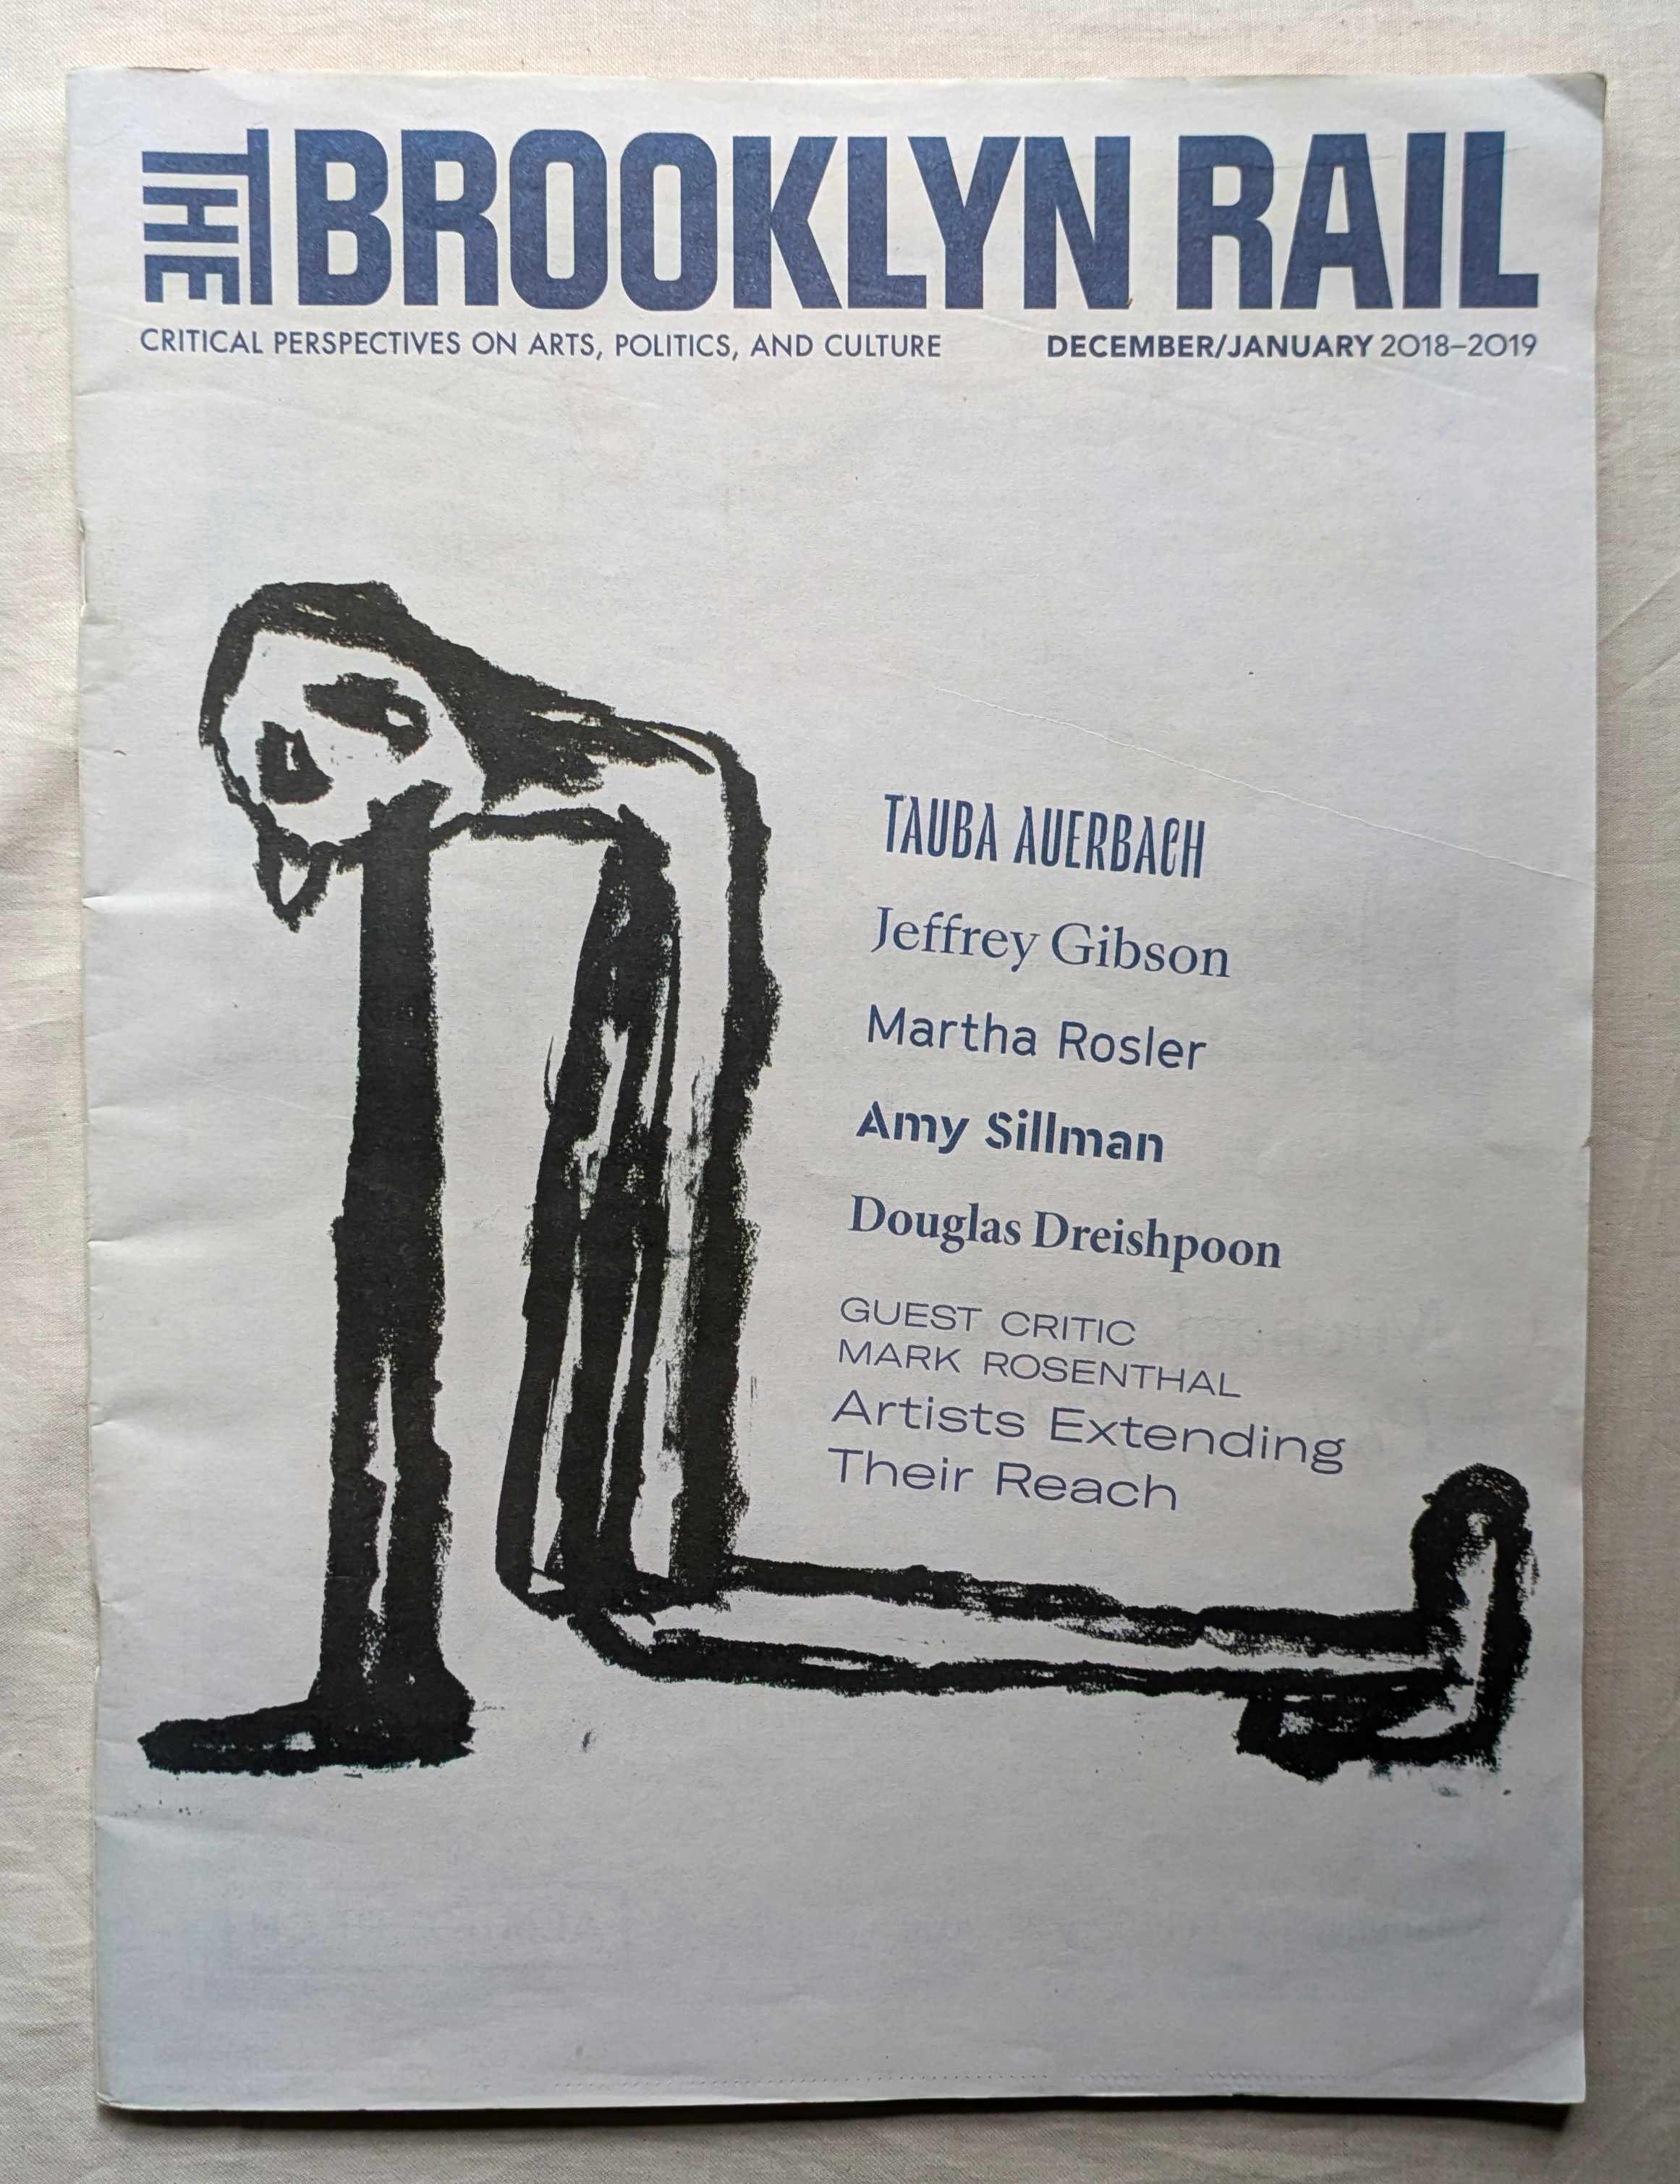 THE BROOKLYN RAIL
CRITICAL PERSPECTIVES ON ARTS, POLITICS, AND CULTURE
DECEMBER/JANUARY 2018–2019
TAUBA AUERBACH
Jeffrey Gibson
Martha Rosler
Amy Sillman
Douglas Dreishpoon
GUEST CRITIC
MARK ROSENTHAL
Artists Extending
Their Reach